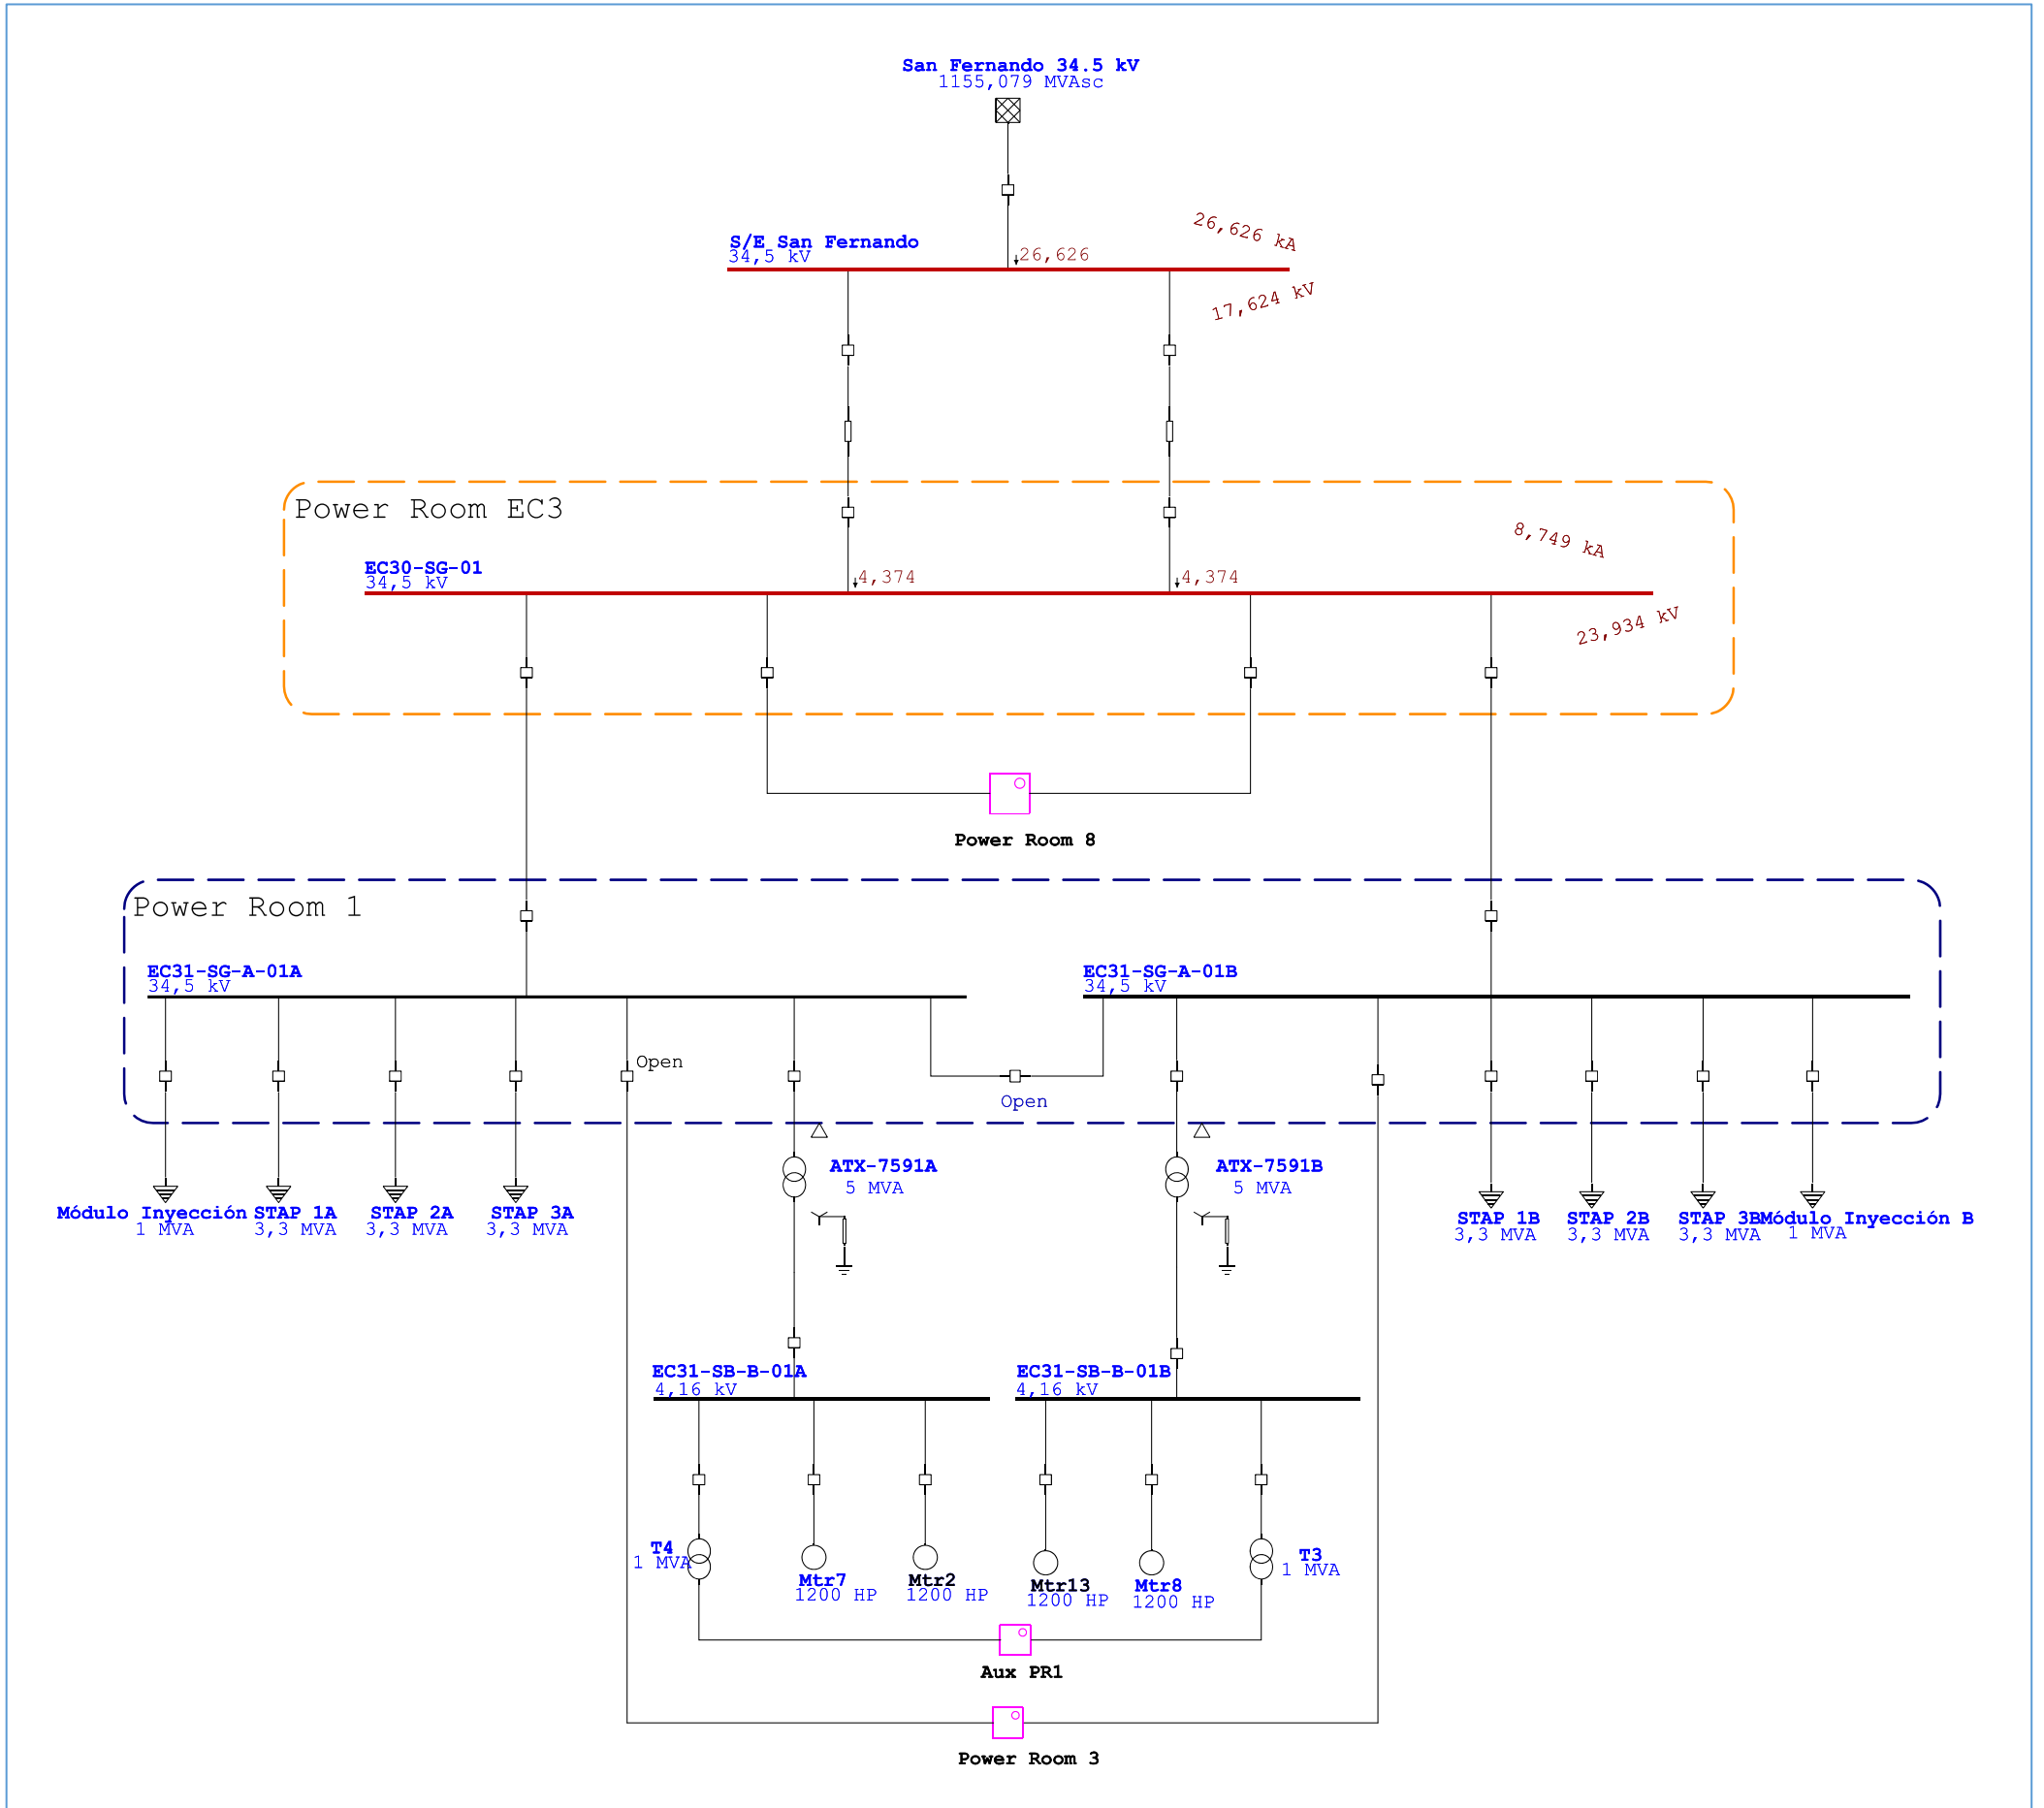 San Fernando 34.5 kV
1155,079 MVAsc
26,626 kA
S/E San Fernando
34,5 kV
26,626
17,624 kV
Power Room EC3
8,749 kA
EC30-SG-01
34,5 kV
4,374
4,374
23,934 kV
Power Room 8
Power Room 1
EC31-SG-A-01A
34,5 kV
EC31-SG-A-01B
34,5 kV
Open
Open
ATX-7591A
5 MVA
ATX-7591B
5 MVA
Módulo Inyección
1 MVA
STAP 1A
3,3 MVA
STAP 2A
3,3 MVA
STAP 3A
3,3 MVA
STAP 1B
3,3 MVA
STAP 2B
3,3 MVA
STAP 3B
3,3 MVA
Módulo Inyección B
1 MVA
EC31-SB-B-01A
4,16 kV
EC31-SB-B-01B
4,16 kV
T4
1 MVA
Mtr7
1200 HP
Mtr2
1200 HP
Mtr13
1200 HP
Mtr8
1200 HP
T3
1 MVA
Aux PR1
Power Room 3